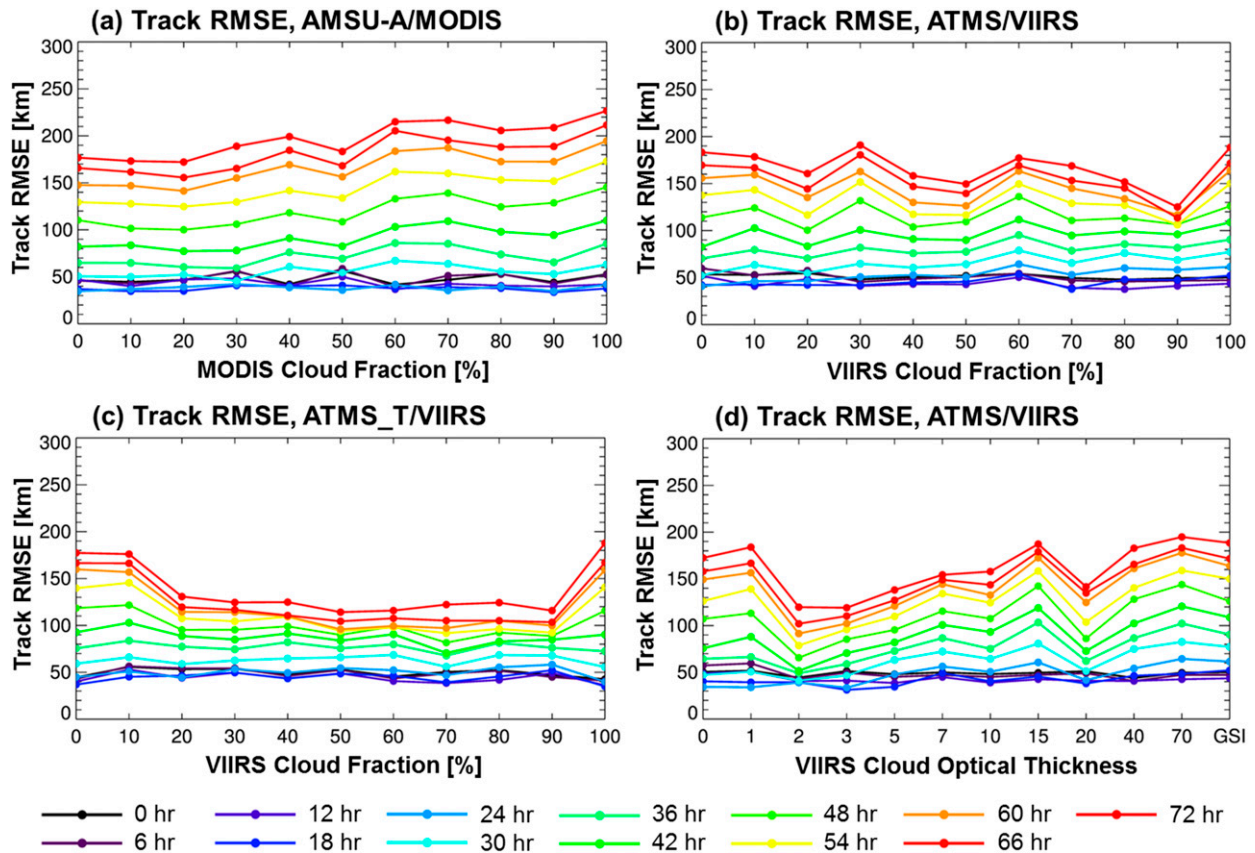 (a) Track RMSE, AMSU-A/MODIS
Track RMSE [km]
300
250
200
150
100
50
0
0 10 20 30 40 50 60 70 80 90 100
MODIS Cloud Fraction [%]
(b) Track RMSE, ATMS/VIIRS
Track RMSE [km]
300
250
200
150
100
50
0
0 10 20 30 40 50 60 70 80 90 100
VIIRS Cloud Fraction [%]
(c) Track RMSE, ATMS_T/VIIRS
Track RMSE [km]
300
250
200
150
100
50
0
0 10 20 30 40 50 60 70 80 90 100
VIIRS Cloud Fraction [%]
(d) Track RMSE, ATMS/VIIRS
Track RMSE [km]
300
250
200
150
100
50
0
0 1 2 3 5 7 10 15 20 40 70 GSI
VIIRS Cloud Optical Thickness
0 hr 12 hr 24 hr 36 hr 48 hr 60 hr 72 hr
6 hr 18 hr 30 hr 42 hr 54 hr 66 hr